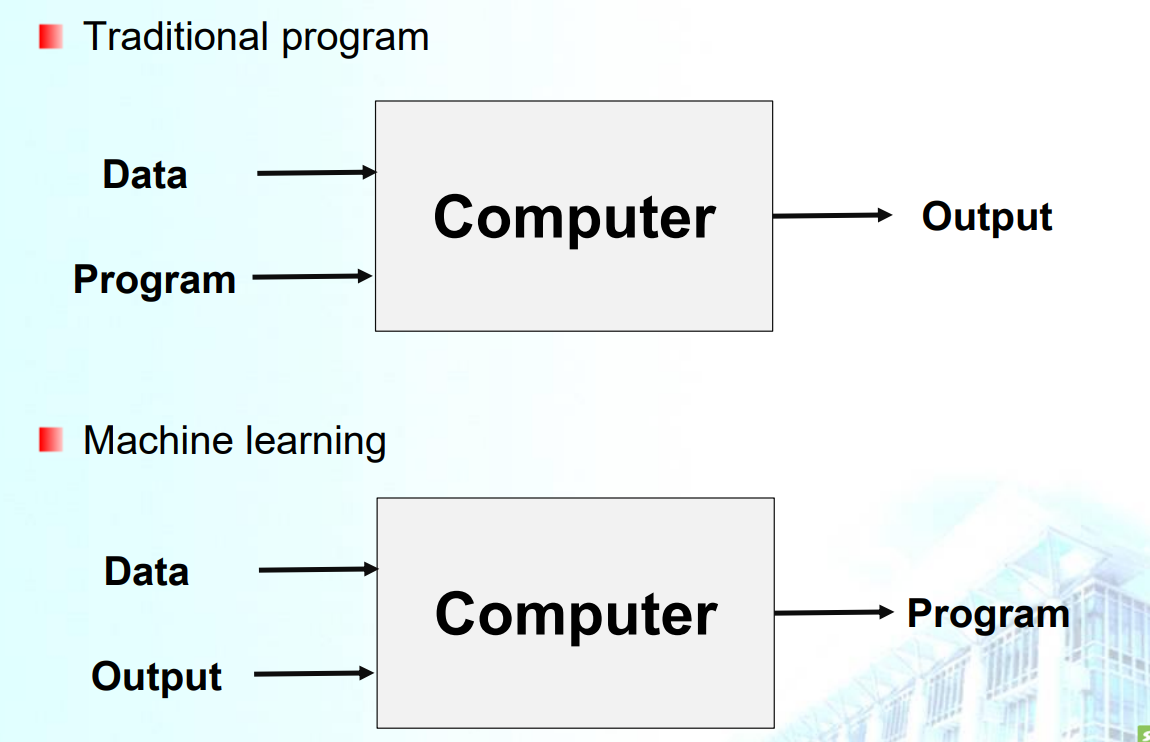 Traditional program
Data
Program
Computer
Output
Machine learning
Data
Output
Computer
Program